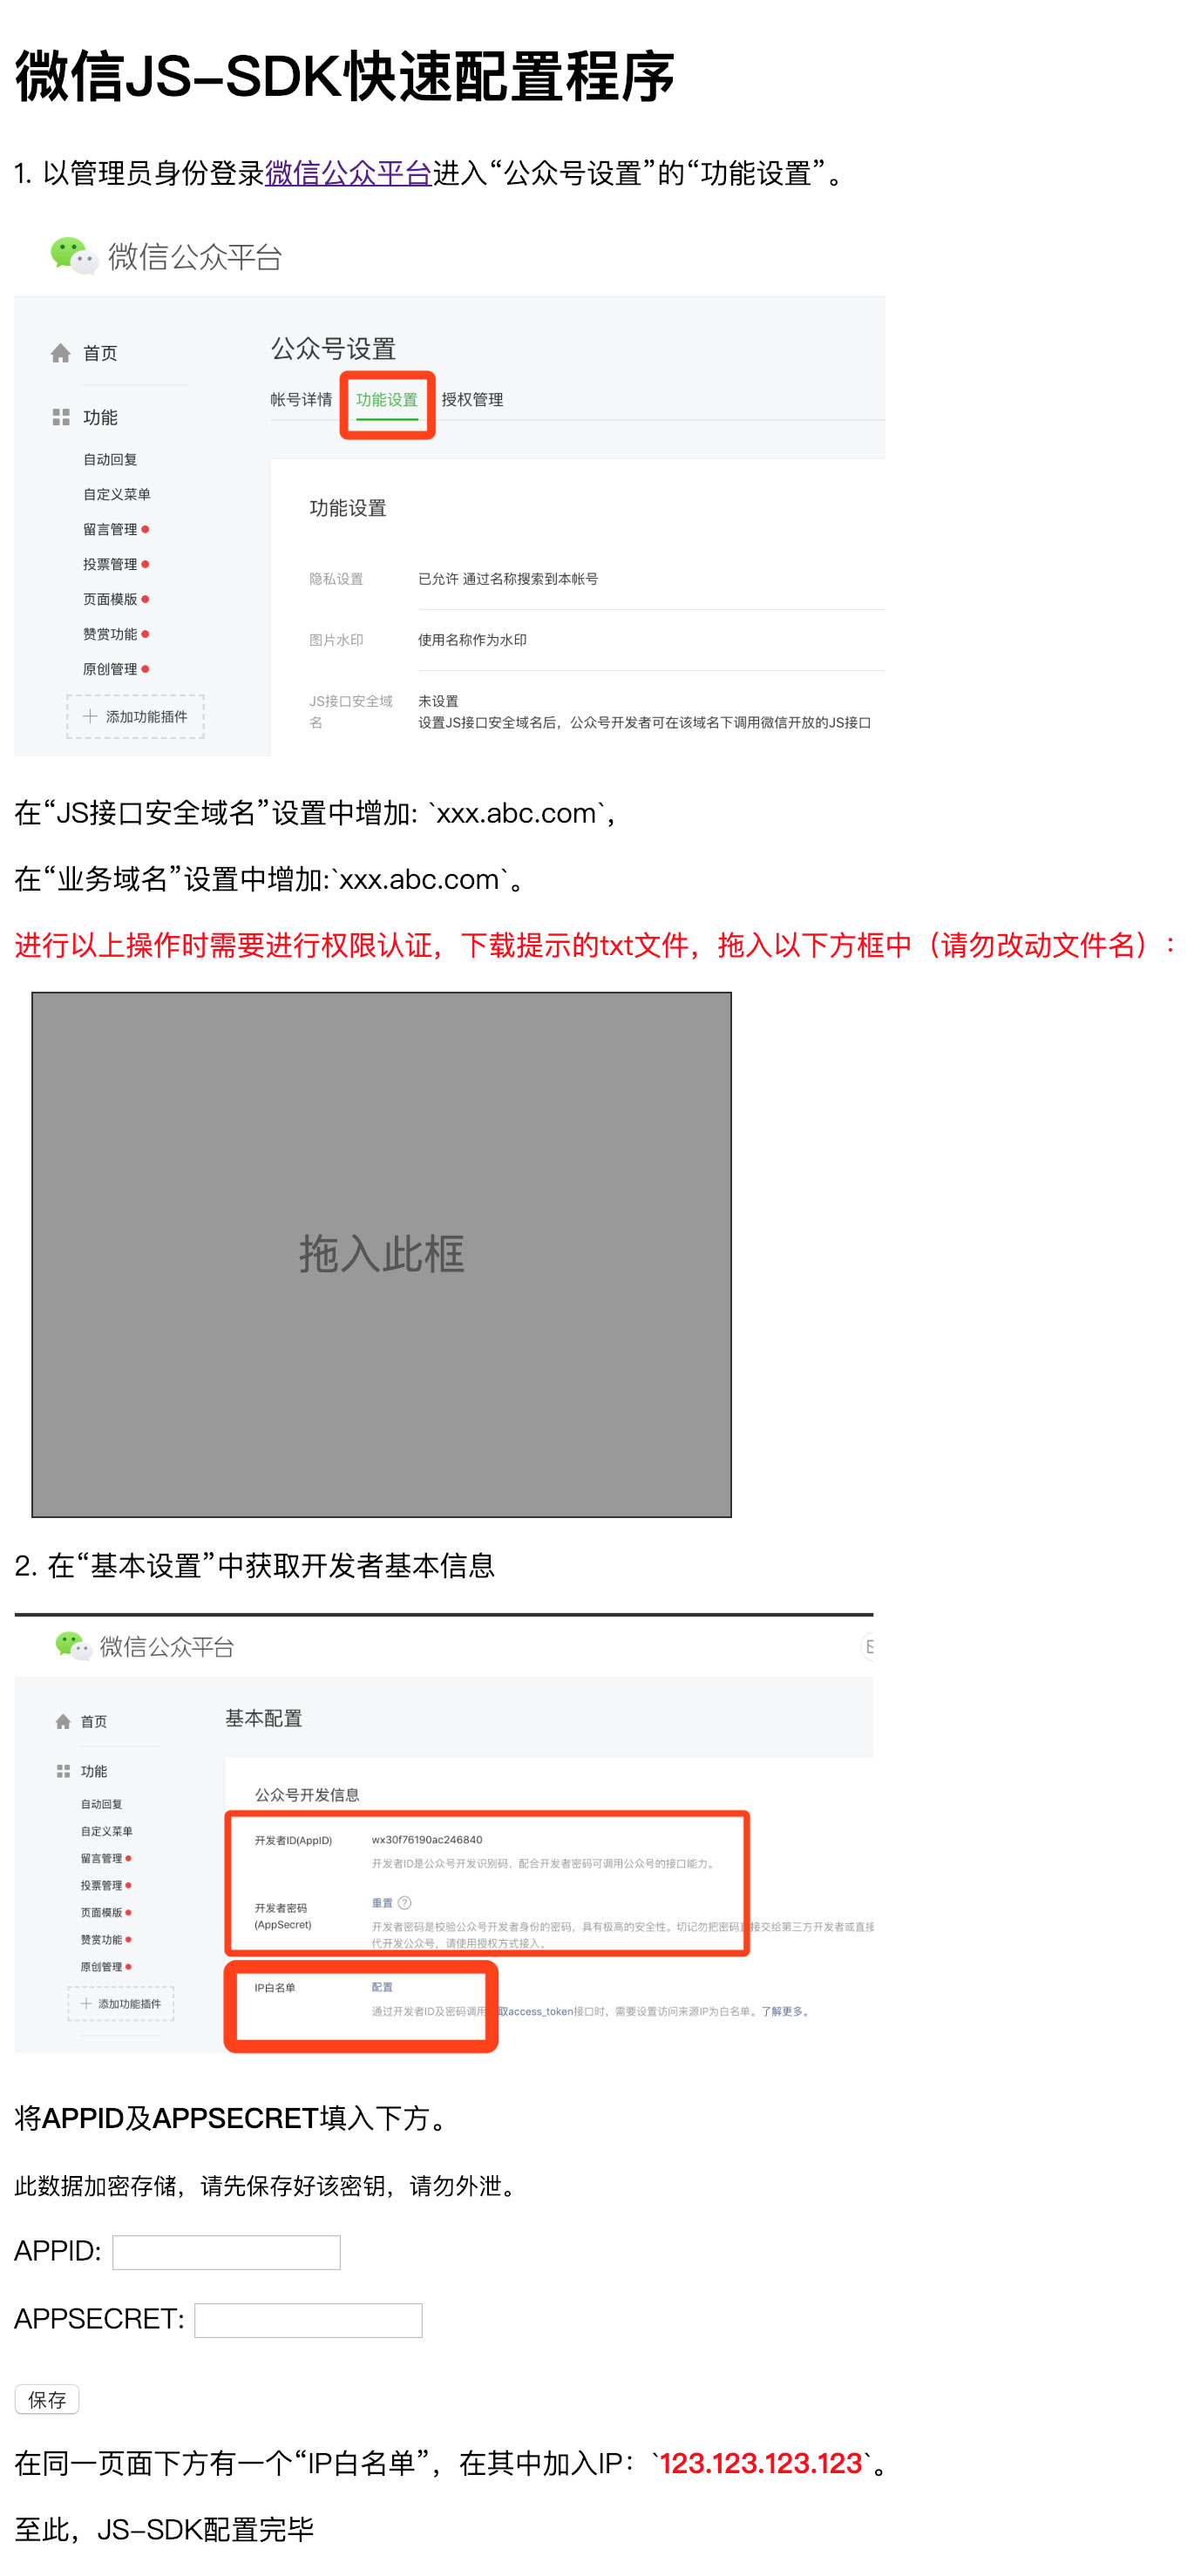 微信JS-SDK快速配置程序
1. 以管理员身份登录微信公众平台进入“公众号设置”的“功能设置”。
微信公众平台
首页
功能
自动回复
自定义菜单
留言管理
投票管理
页面模版
赞赏功能
原创管理
添加功能插件
公众号设置
帐号详情 功能设置 授权管理
功能设置
隐私设置 已允许 通过名称搜索到本帐号
图片水印 使用名称作为水印
JS接口安全域名 未设置
设置JS接口安全域名后，公众号开发者可在该域名下调用微信开放的JS接口
在“JS接口安全域名”设置中增加: `xxx.abc.com`,
在“业务域名”设置中增加:`xxx.abc.com`。
进行以上操作时需要进行权限认证，下载提示的txt文件，拖入以下方框中（请勿改动文件名）：
拖入此框
2. 在“基本设置”中获取开发者基本信息
微信公众平台
首页
功能
自动回复
自定义菜单
留言管理
投票管理
页面模版
赞赏功能
原创管理
添加功能插件
基本配置
公众号开发信息
开发者ID(AppID) wx30f76190ac246840
开发者ID是公众号开发识别码，配合开发者密码可调用公众号的接口能力。
开发者密码(AppSecret) 重置 ?
开发者密码是校验公众号开发者身份的密码，具有极高的安全性。切记勿把密码直接交给第三方开发者或直接
代开发公众号，请使用授权方式接入。
IP白名单 配置
通过开发者ID及密码调用取access_token接口时，需要设置访问来源IP为白名单。了解更多。
将APPID及APPSECRET填入下方。
此数据加密存储，请先保存好该密钥，请勿外泄。
APPID:
APPSECRET:
保存
在同一页面下方有一个“IP白名单”，在其中加入IP：`123.123.123.123`。
至此，JS-SDK配置完毕